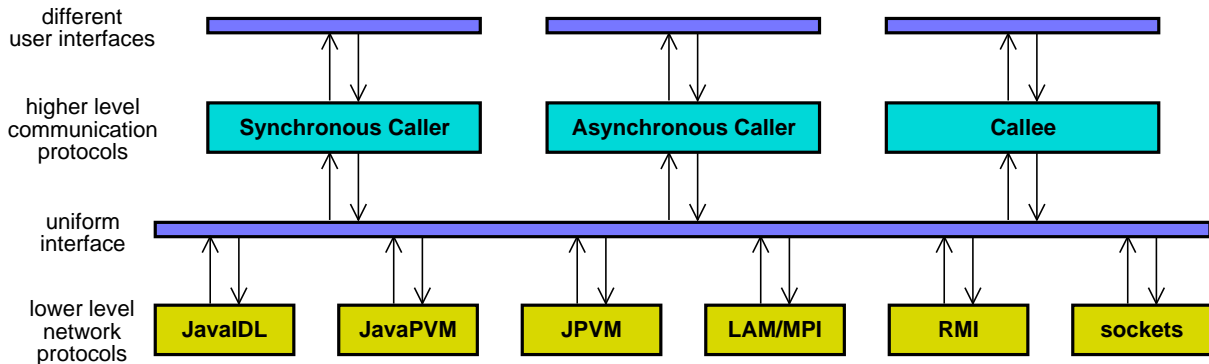 different
user interfaces
higher level
communication
protocols
Synchronous Caller
Asynchronous Caller
Callee
uniform
interface
lower level
network
protocols
JavaIDL
JavaPVM
JPVM
LAM/MPI
RMI
sockets